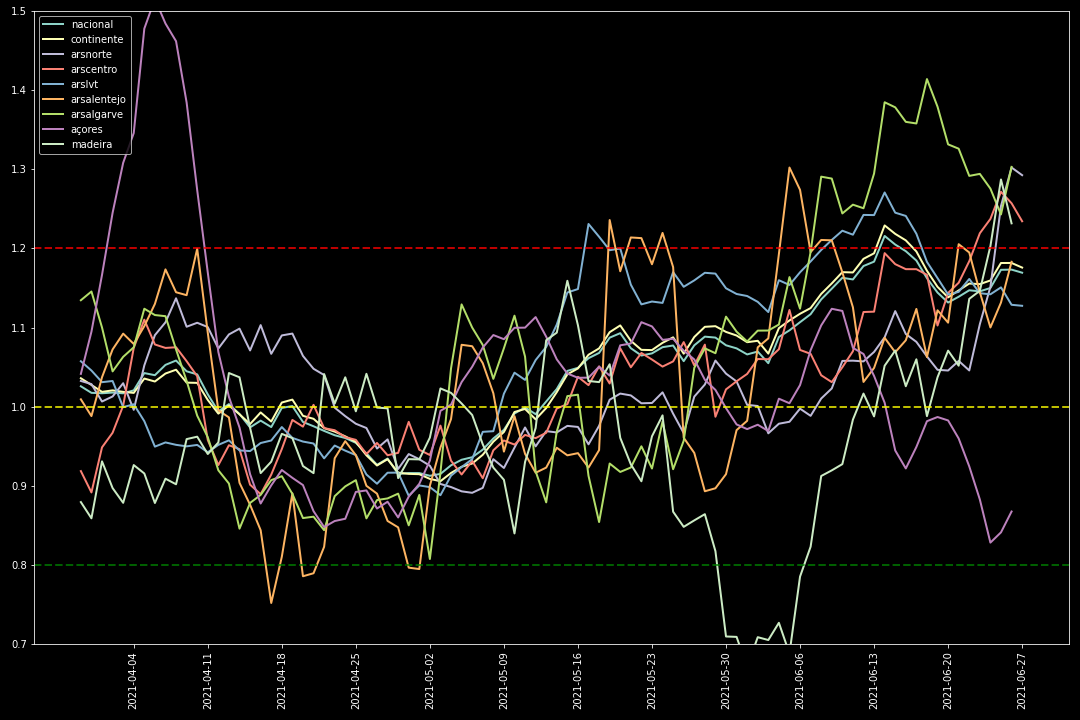 1.5
1.4
1.3
1.2
1.1
1.0
0.9
0.8
0.7
nacional
continente
arsnorte
arscentro
arslvt
arsalentejo
arsalgarve
açores
madeira
2021-04-04
2021-04-11
2021-04-18
2021-04-25
2021-05-02
2021-05-09
2021-05-16
2021-05-23
2021-05-30
2021-06-06
2021-06-13
2021-06-20
2021-06-27